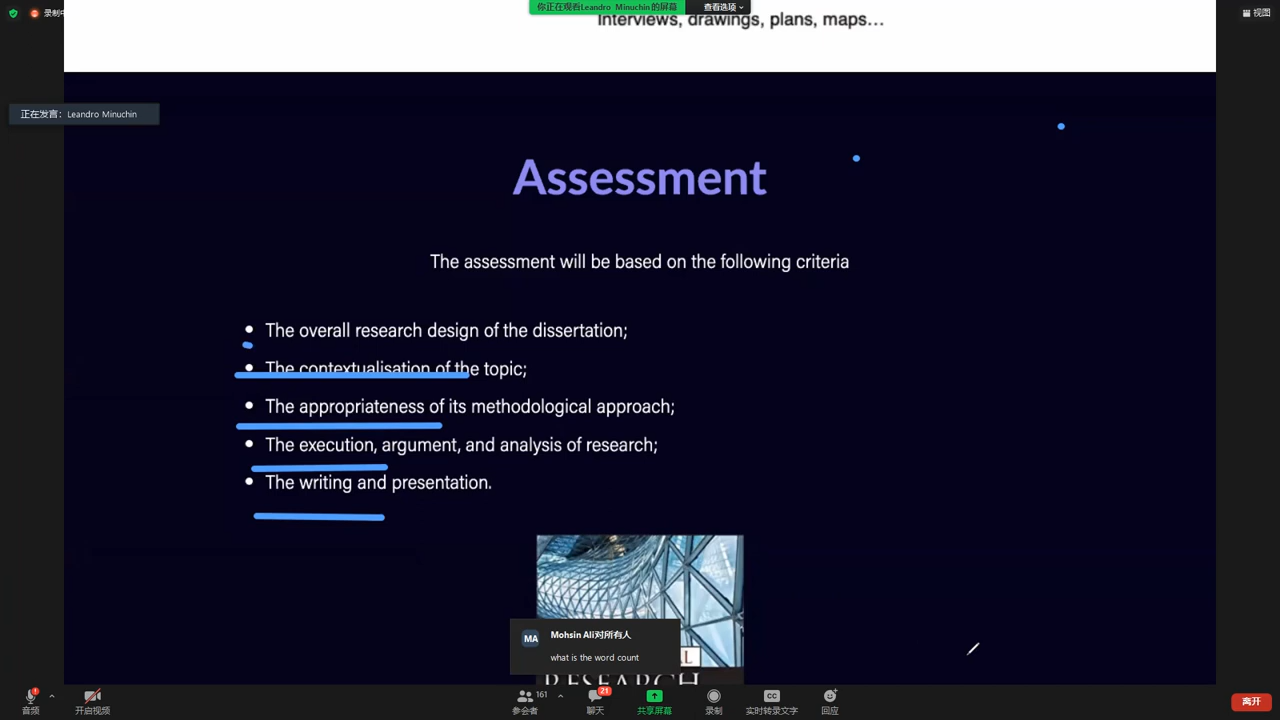 录制中
你正在观看Leandro Minuchin的屏幕
查看选项
视图
Interviews, drawings, plans, maps...
正在发言: Leandro Minuchin
Assessment
The assessment will be based on the following criteria
• The overall research design of the dissertation;
• The contextualisation of the topic;
• The appropriateness of its methodological approach;
• The execution, argument, and analysis of research;
• The writing and presentation.
MA
Mohsin Ali对所有人
what is the word count
RESEARCH
161
21
CC
音频
开启视频
参会者
聊天
共享屏幕
录制
实时转录文字
回应
离开